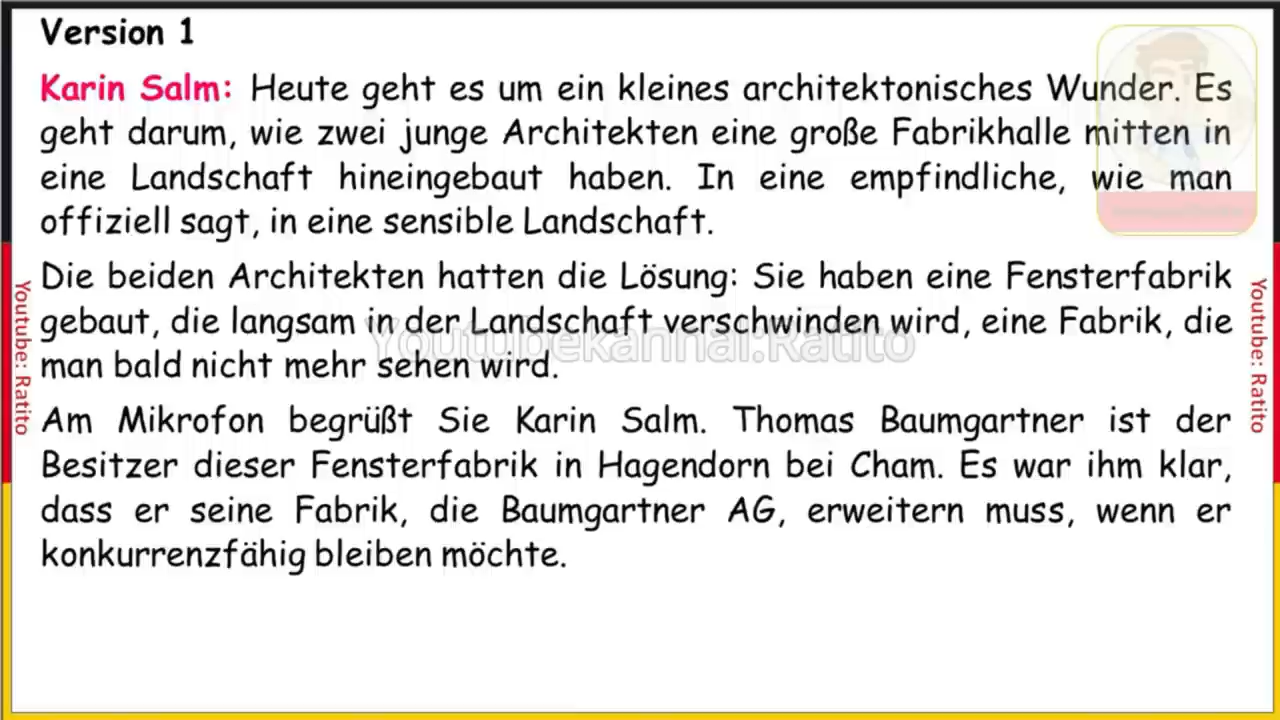 Version 1
Karin Salm: Heute geht es um ein kleines architektonisches Wunder. Es
geht darum, wie zwei junge Architekten eine große Fabrikhalle mitten in
eine Landschaft hineingebaut haben. In eine empfindliche, wie man
offiziell sagt, in eine sensible Landschaft.
Die beiden Architekten hatten die Lösung: Sie haben eine Fensterfabrik
gebaut, die langsam in der Landschaft verschwinden wird, eine Fabrik, die
man bald nicht mehr sehen wird.
Am Mikrofon begrüßt Sie Karin Salm. Thomas Baumgartner ist der
Besitzer dieser Fensterfabrik in Hagendorn bei Cham. Es war ihm klar,
dass er seine Fabrik, die Baumgartner AG, erweitern muss, wenn er
konkurrenzfähig bleiben möchte.
Youtube: Ratito
Youtubekannal:Ratito
Youtube: Ratito